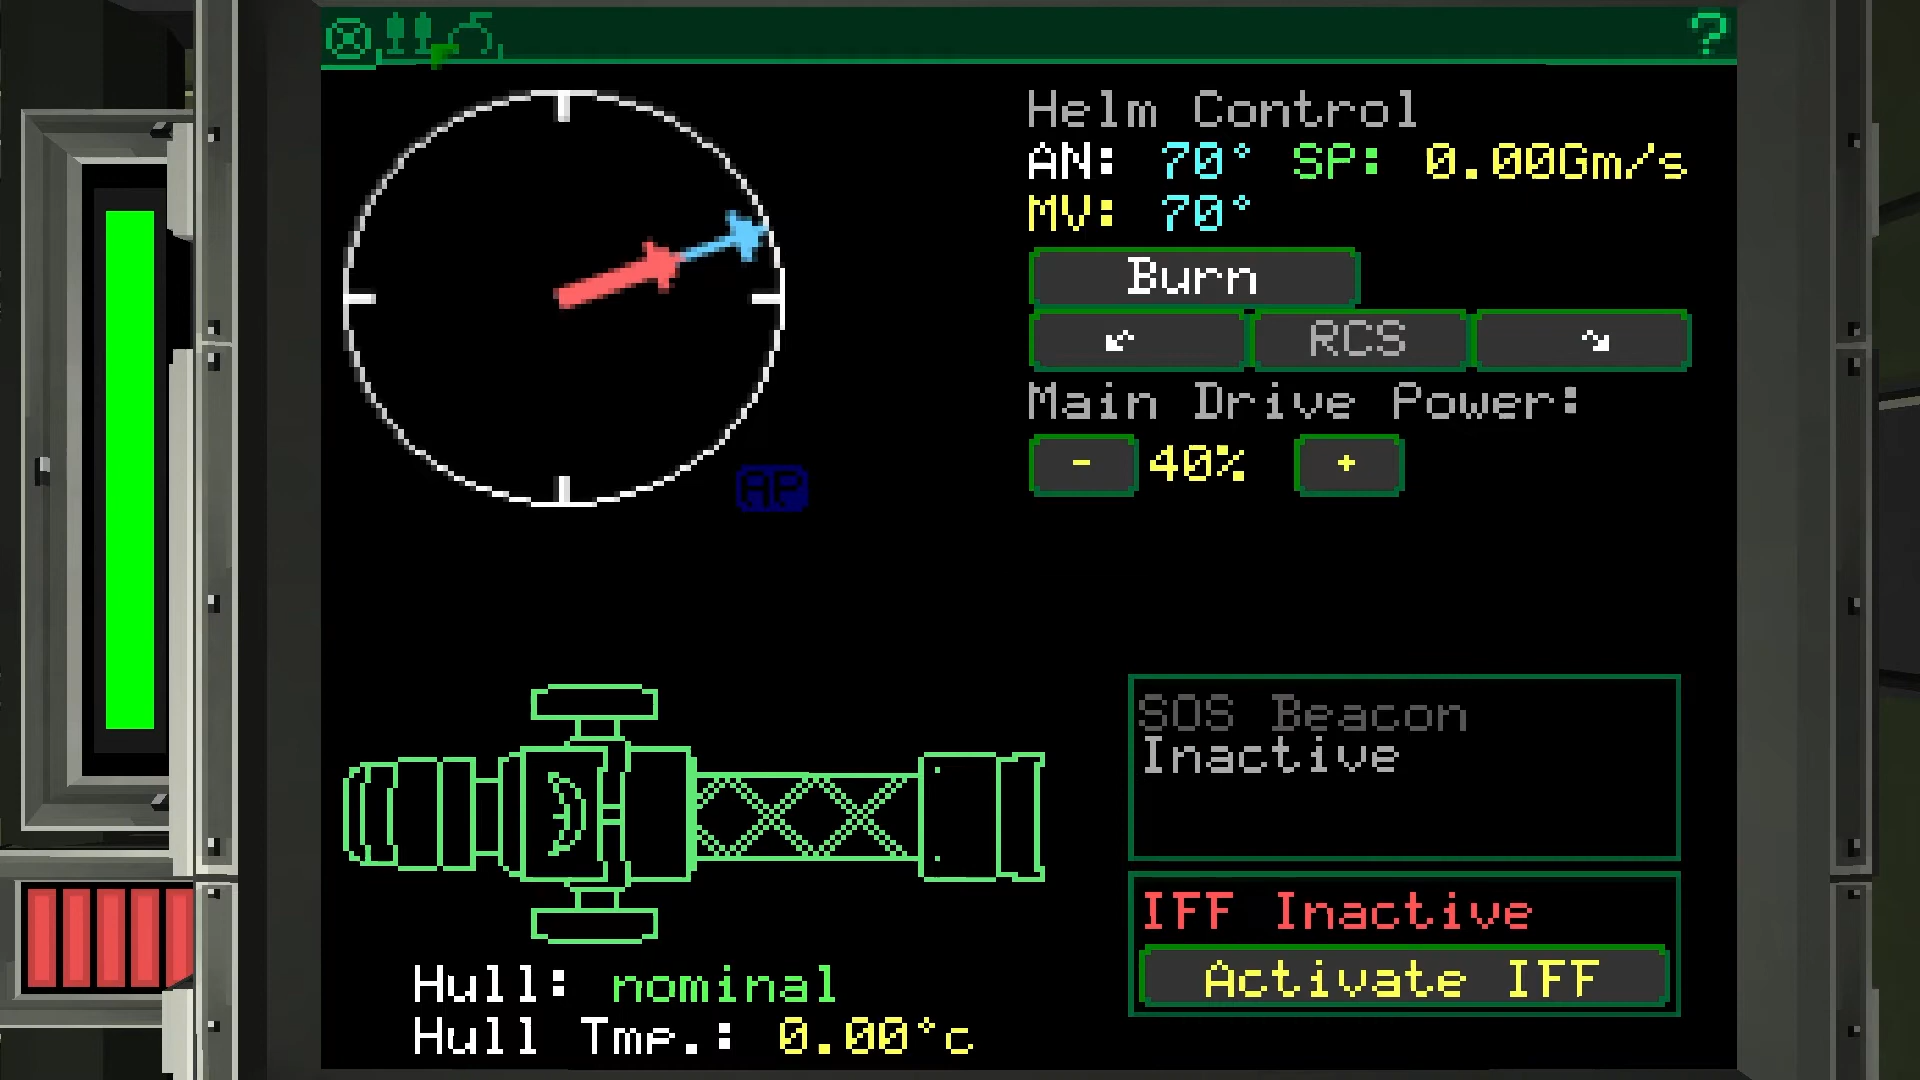 ?
Helm Control
AN: 70° SP: 0.00Gm/s
MV: 70°
Burn
RCS
Main Drive Power:
- 40% +
AP
SOS Beacon
Inactive
IFF Inactive
Activate IFF
Hull: nominal
Hull Tmp.: 0.00°c